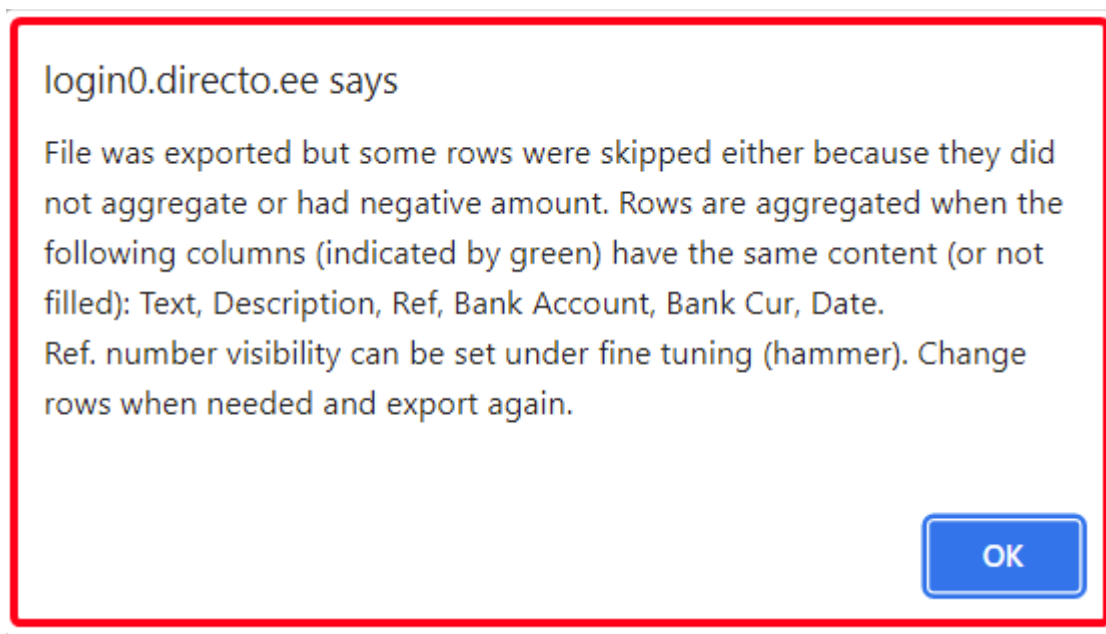 login0.directo.ee says
File was exported but some rows were skipped either because they did
not aggregate or had negative amount. Rows are aggregated when the
following columns (indicated by green) have the same content (or not
filled): Text, Description, Ref, Bank Account, Bank Cur, Date.
Ref. number visibility can be set under fine tuning (hammer). Change
rows when needed and export again.
OK